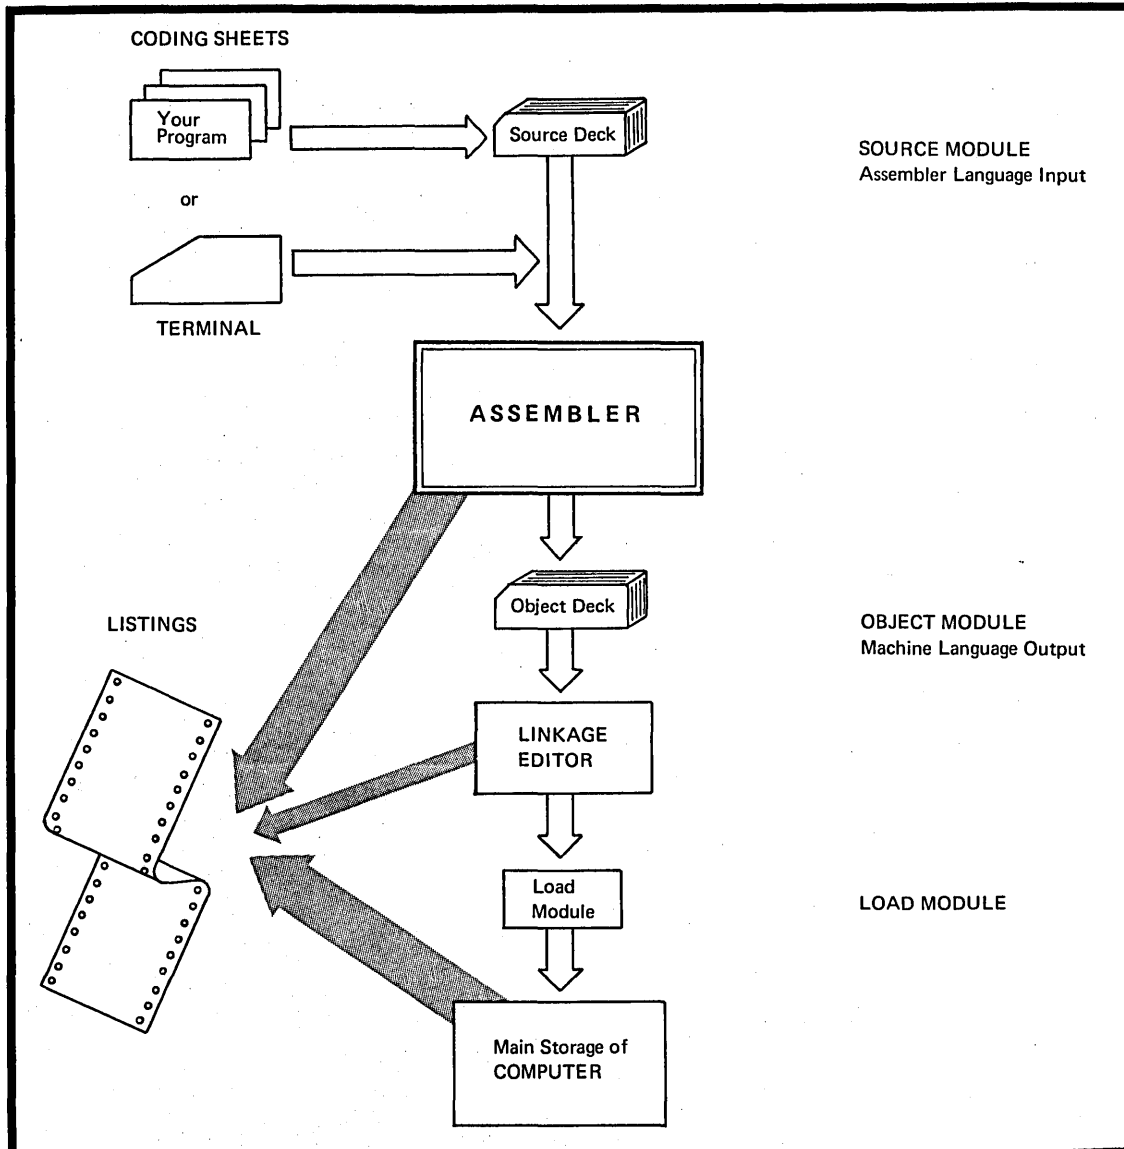 CODING SHEETS
Your
Program
Source Deck
SOURCE MODULE
Assembler Language Input
or
TERMINAL
ASSEMBLER
Object Deck
LISTINGS
OBJECT MODULE
Machine Language Output
LINKAGE
EDITOR
Load
Module
LOAD MODULE
Main Storage of
COMPUTER